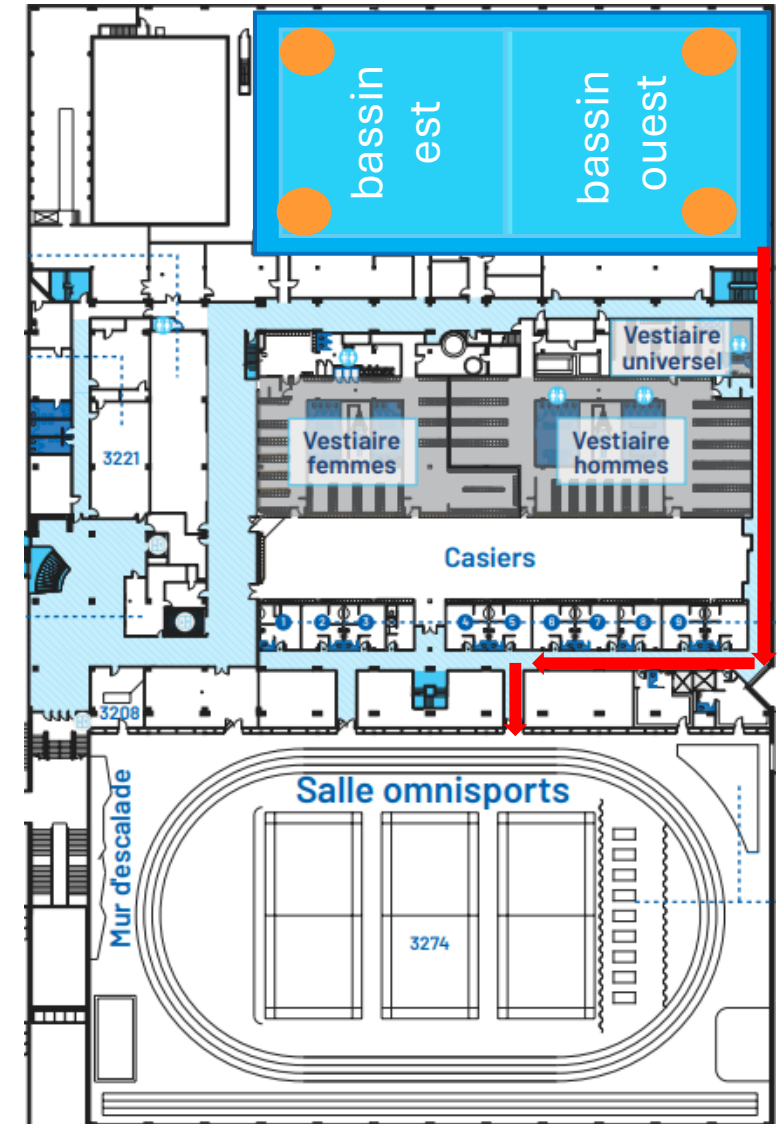 bassin
est
bassin
ouest
Vestiaire
universel
Vestiaire
femmes
Vestiaire
hommes
3221
Casiers
1
2
3
4
5
6
7
8
9
3208
Salle omnisports
Mur d'escalade
3274